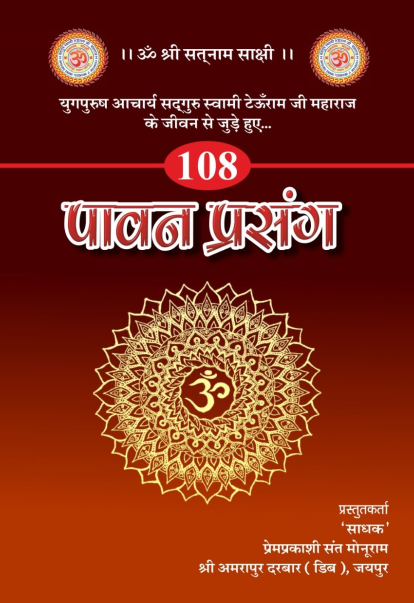 ।। ॐ श्री सत्‌नाम साक्षी ।।
युगपुरुष आचार्य सद्‌गुरु स्वामी टेऊँराम जी महाराज
के जीवन से जुड़े हुए...
108
पावन प्रसंग
ॐ
प्रस्तुतकर्ता
‘साधक’
प्रेमप्रकाशी संत मोनूराम
श्री अमरापुर दरबार ( डिब ), जयपुर